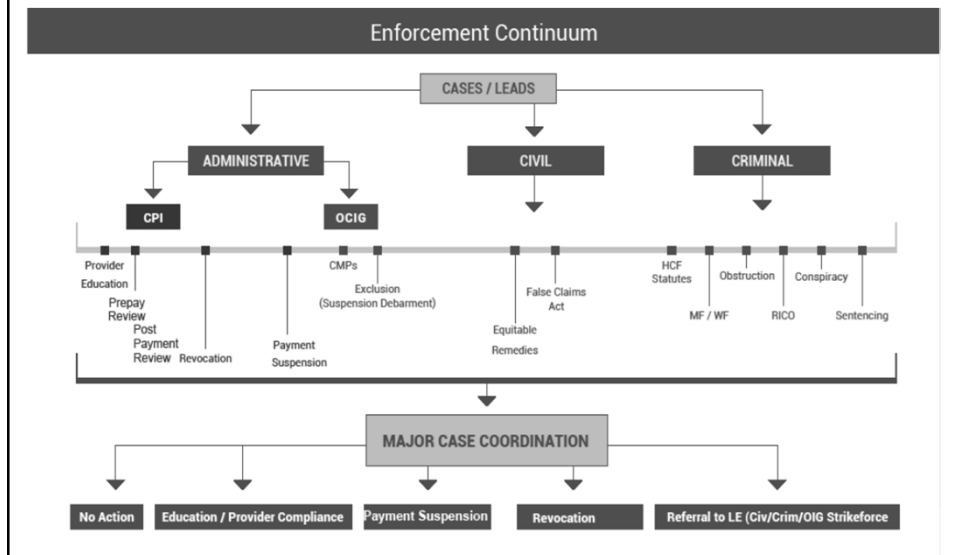 Enforcement Continuum
CASES / LEADS
ADMINISTRATIVE
CIVIL
CRIMINAL
CPI
OCIG
Provider
Education
Prepay
Review
Post
Payment
Review
Revocation
Payment
Suspension
CMPs
Exclusion
(Suspension Debarment)
Equitable
Remedies
False Claims
Act
HCF
Statutes
MF / WF
Obstruction
RICO
Conspiracy
Sentencing
MAJOR CASE COORDINATION
No Action
Education / Provider Compliance
Payment Suspension
Revocation
Referral to LE (Civ/Crim/OIG Strikeforce